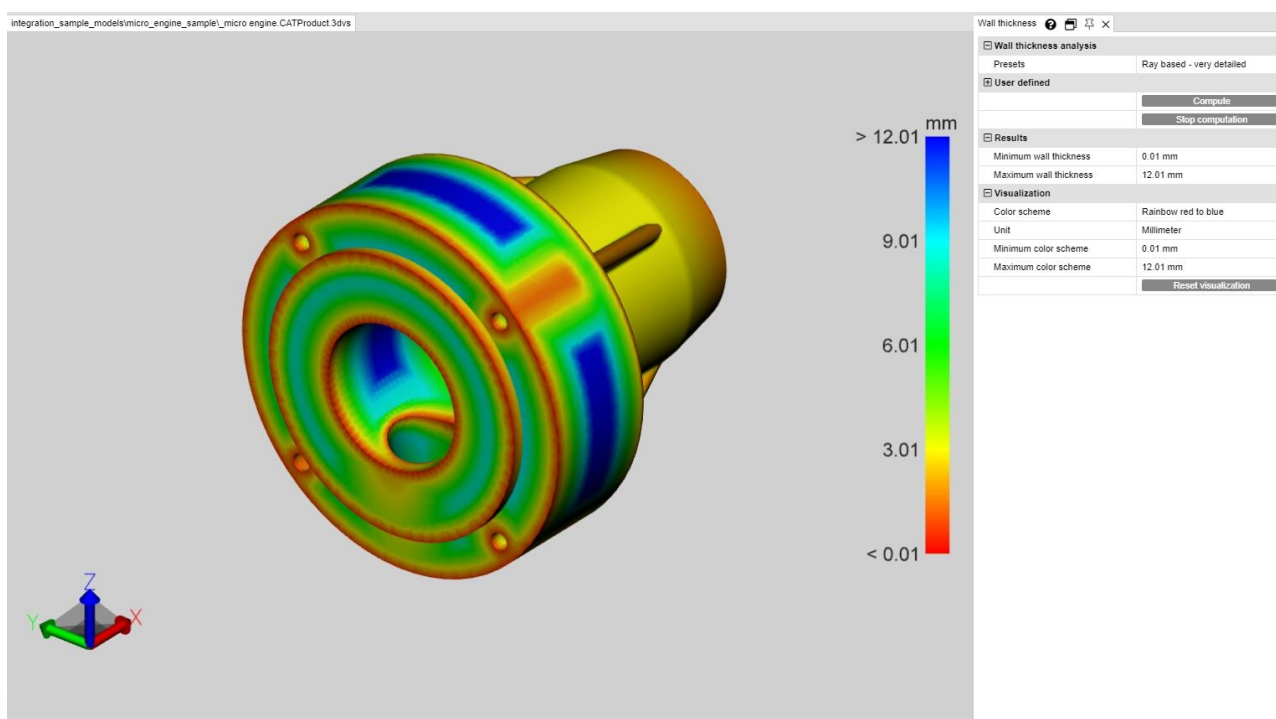 integration_sample_models\micro_engine_sample\_micro engine.CATProduct.3dvs
mm
> 12.01
9.01
6.01
3.01
< 0.01
Z
Y
X
Wall thickness
Wall thickness analysis
Presets Ray based - very detailed
User defined
Compute
Stop computation
Results
Minimum wall thickness 0.01 mm
Maximum wall thickness 12.01 mm
Visualization
Color scheme Rainbow red to blue
Unit Millimeter
Minimum color scheme 0.01 mm
Maximum color scheme 12.01 mm
Reset visualization